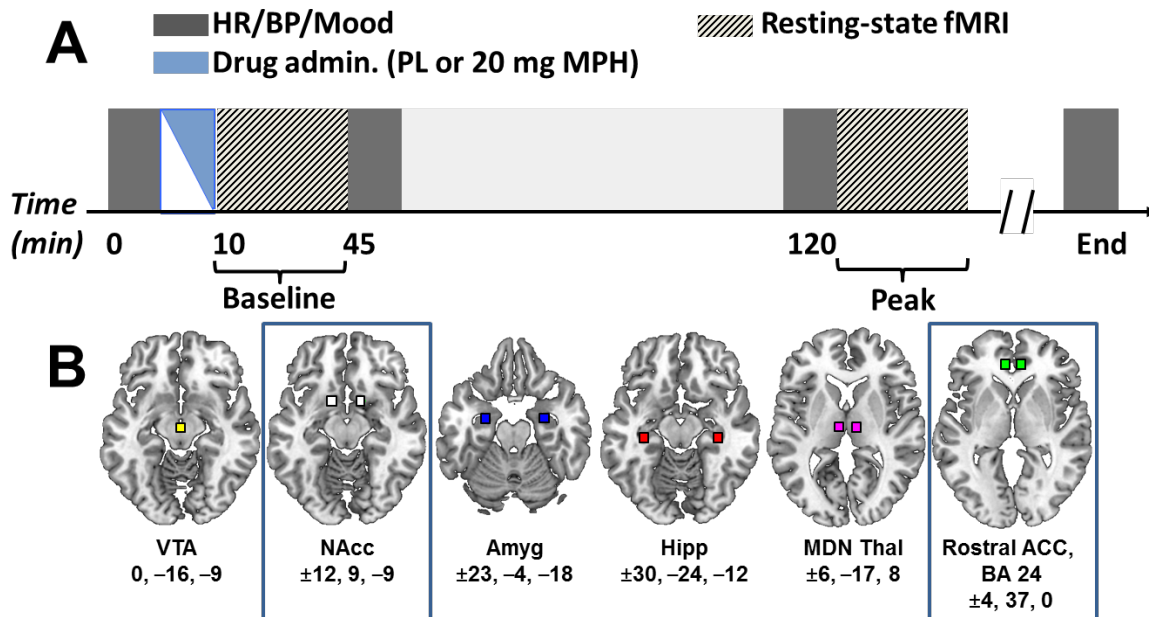 A
HR/BP/Mood
Resting-state fMRI
Drug admin. (PL or 20 mg MPH)
Time
(min)
0
10
45
120
End
Baseline
Peak
B
VTA
0, –16, –9
NAcc
±12, 9, –9
Amyg
±23, –4, –18
Hipp
±30, –24, –12
MDN Thal
±6, –17, 8
Rostral ACC,
BA 24
±4, 37, 0